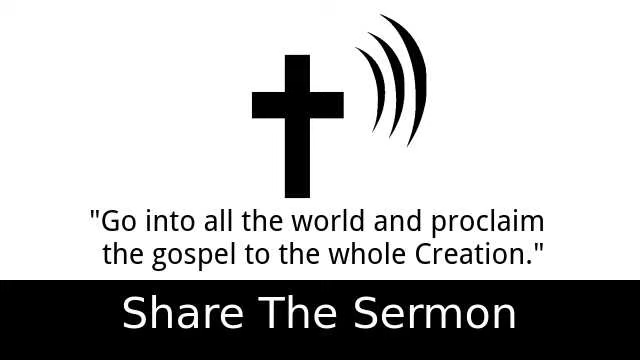 "Go into all the world and proclaim
the gospel to the whole Creation."
Share The Sermon